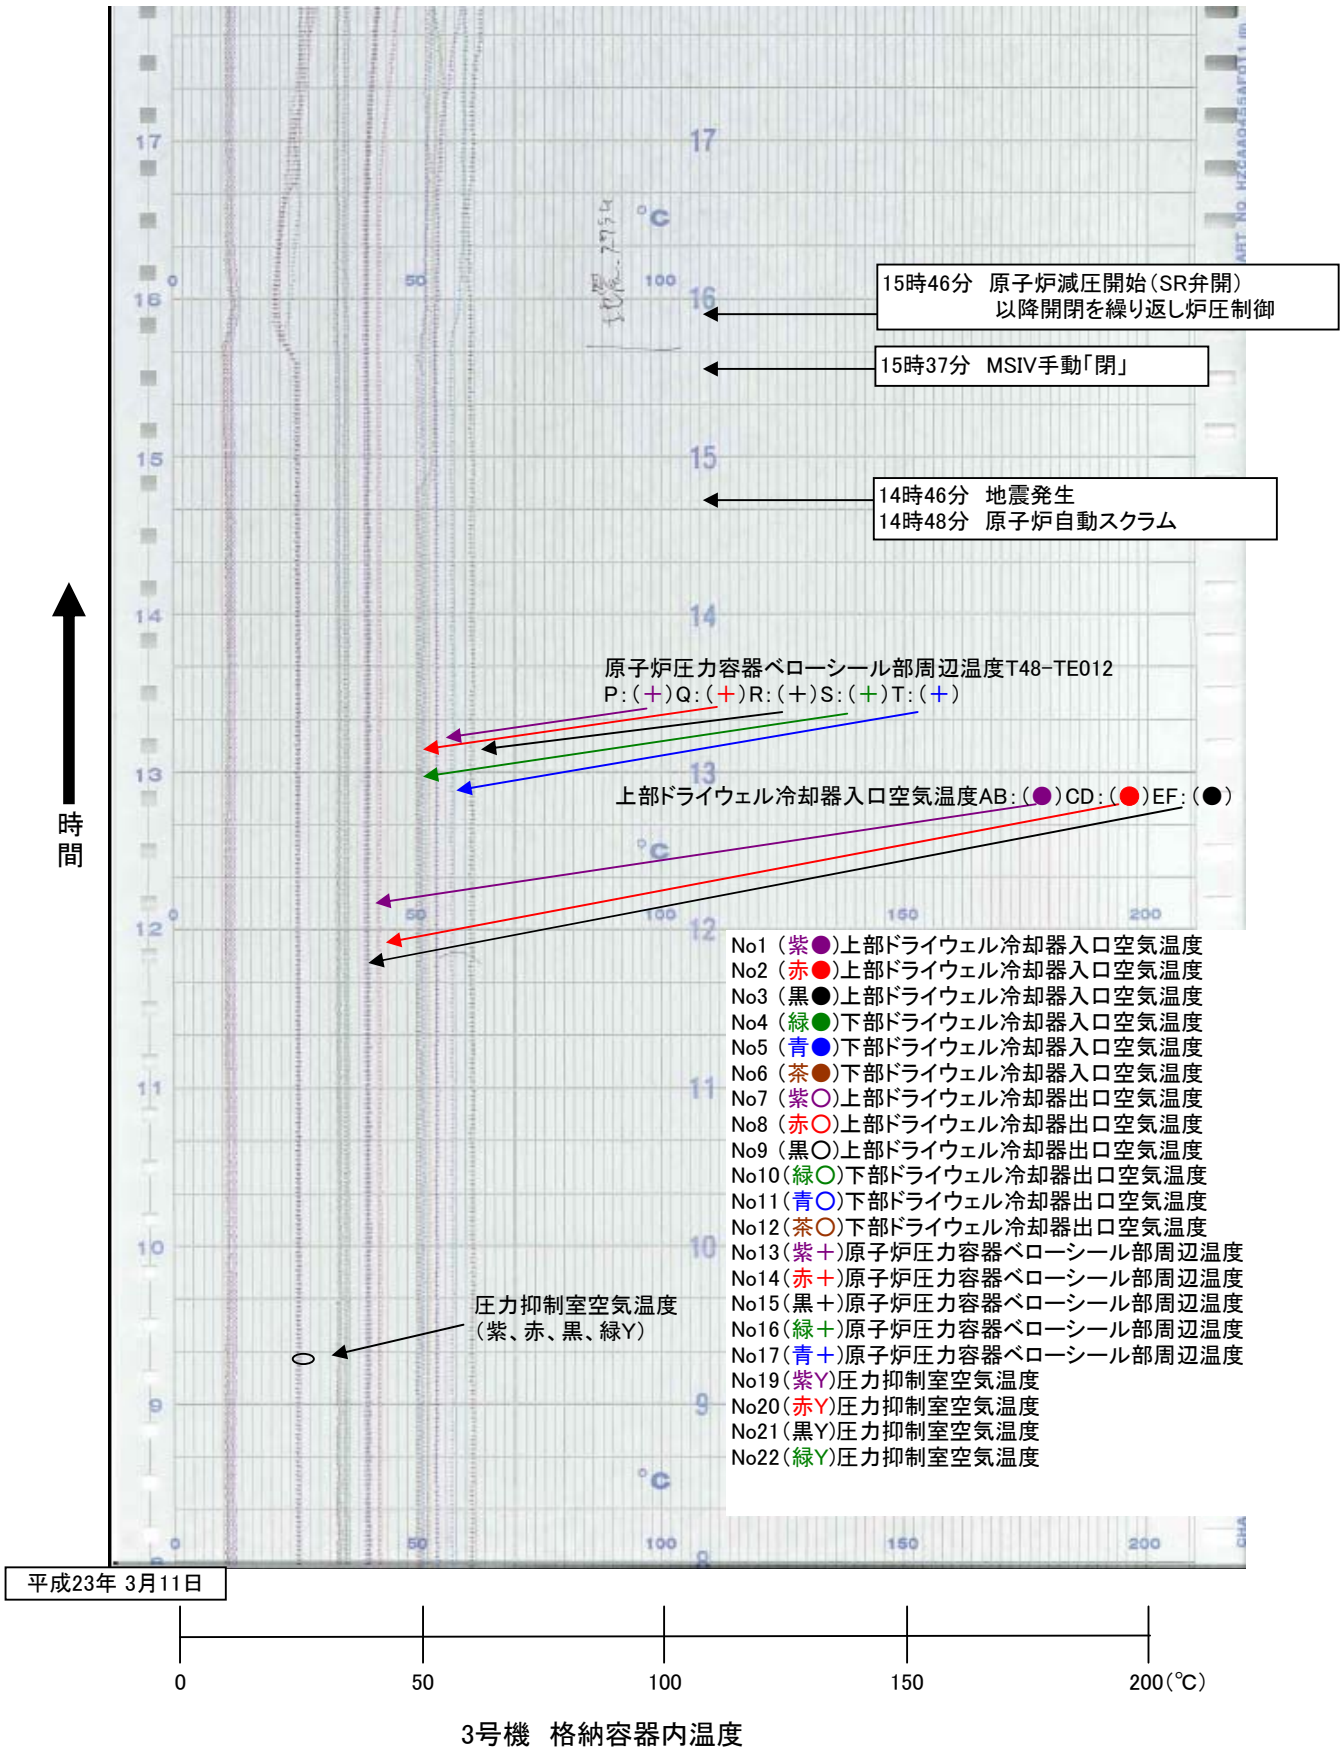 17
17
℃
0
50
100
16
16
15時46分 原子炉減圧開始(SR弁開)
以降開閉を繰り返し炉圧制御
15時37分 MSIV手動「閉」
15
15
14時46分 地震発生
14時48分 原子炉自動スクラム
14
14
原子炉圧力容器ベローシール部周辺温度T48-TE012
P:(+)Q:(+)R:(+)S:(+)T:(+)
13
13
上部ドライウェル冷却器入口空気温度AB:(●)CD:(●)EF:(●)
時間
℃
0
50
100
150
200
12
12
No1 (紫●)上部ドライウェル冷却器入口空気温度
No2 (赤●)上部ドライウェル冷却器入口空気温度
No3 (黒●)上部ドライウェル冷却器入口空気温度
No4 (緑●)下部ドライウェル冷却器入口空気温度
No5 (青●)下部ドライウェル冷却器入口空気温度
No6 (茶●)下部ドライウェル冷却器入口空気温度
No7 (紫○)上部ドライウェル冷却器出口空気温度
No8 (赤○)上部ドライウェル冷却器出口空気温度
No9 (黒○)上部ドライウェル冷却器出口空気温度
No10(緑○)下部ドライウェル冷却器出口空気温度
No11(青○)下部ドライウェル冷却器出口空気温度
No12(茶○)下部ドライウェル冷却器出口空気温度
No13(紫+)原子炉圧力容器ベローシール部周辺温度
No14(赤+)原子炉圧力容器ベローシール部周辺温度
No15(黒+)原子炉圧力容器ベローシール部周辺温度
No16(緑+)原子炉圧力容器ベローシール部周辺温度
No17(青+)原子炉圧力容器ベローシール部周辺温度
No19(紫Y)圧力抑制室空気温度
No20(赤Y)圧力抑制室空気温度
No21(黒Y)圧力抑制室空気温度
No22(緑Y)圧力抑制室空気温度
11
11
10
10
圧力抑制室空気温度
(紫、赤、黒、緑Y)
9
9
℃
0
50
100
150
200
CHA
8
平成23年 3月11日
0
50
100
150
200(℃)
3号機 格納容器内温度